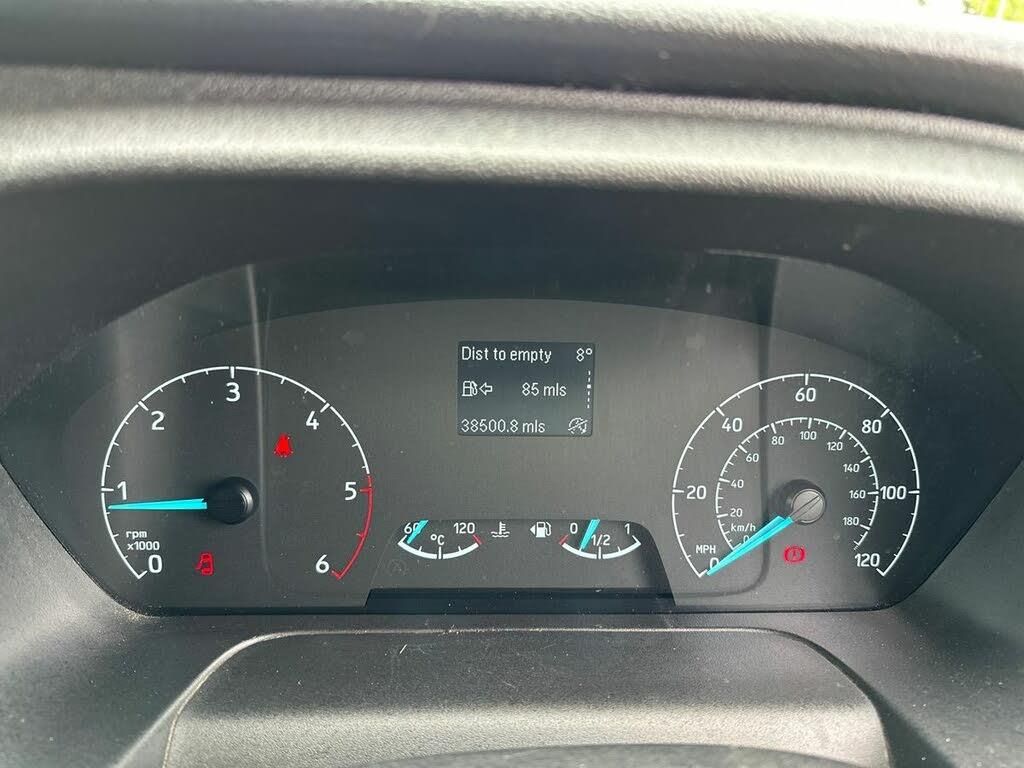 Dist to empty 8°
85 mls
38500.8 mls
0 1 2 3 4 5 6
rpm
x1000
60 120
°C
0 1/2 1
0 20 40 60 80 100 120
MPH
0 20 40 60 80 100 120 140 160 180
km/h